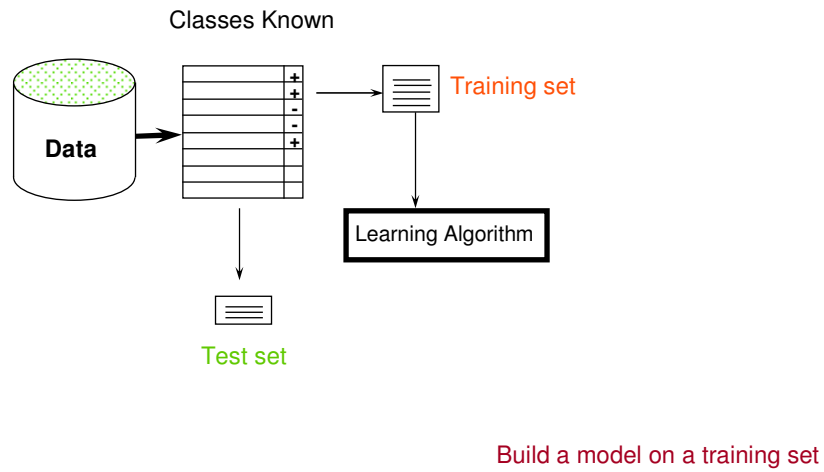 Classes Known
+
+
-
-
+
Training set
Data
Learning Algorithm
Test set
Build a model on a training set